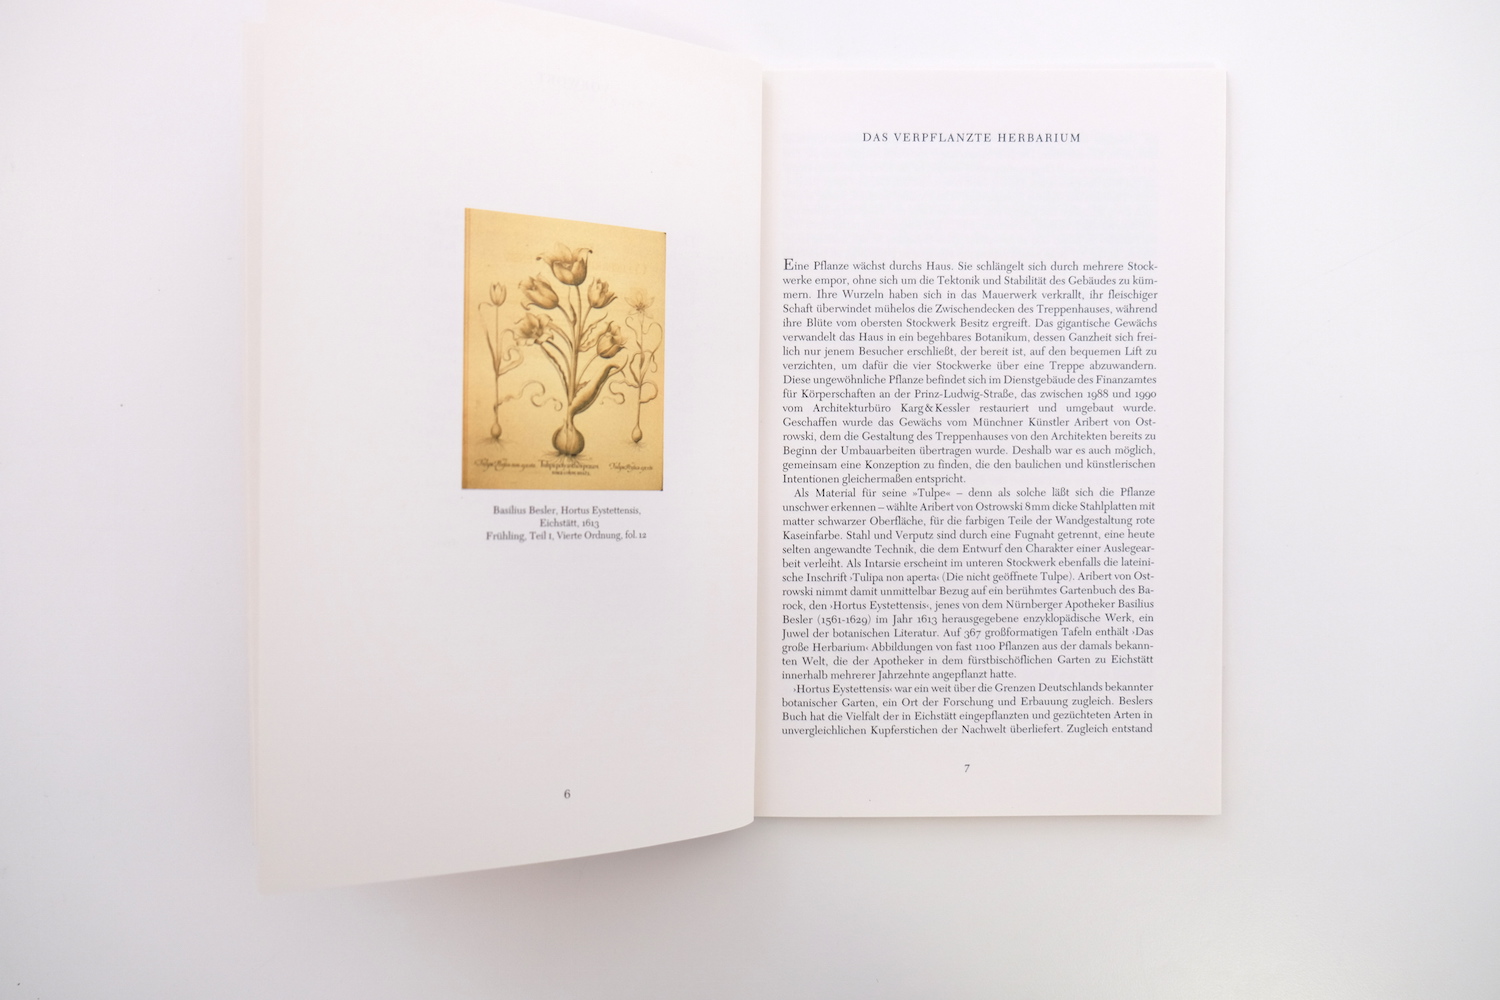 Basilius Besler, Hortus Eystettensis,
Eichstätt, 1613
Frühling, Teil 1, Vierte Ordnung, fol. 12
6
DAS VERPFLANZTE HERBARIUM
Eine Pflanze wächst durchs Haus. Sie schlängelt sich durch mehrere Stock-
werke empor, ohne sich um die Tektonik und Stabilität des Gebäudes zu küm-
mern. Ihre Wurzeln haben sich in das Mauerwerk verkrallt, ihr fleischiger
Schaft überwindet mühelos die Zwischendecken des Treppenhauses, während
ihre Blüte vom obersten Stockwerk Besitz ergreift. Das gigantische Gewächs
verwandelt das Haus in ein begehbares Botanikum, dessen Ganzheit sich frei-
lich nur jenem Besucher erschließt, der bereit ist, auf den bequemen Lift zu
verzichten, um dafür die vier Stockwerke über eine Treppe abzuwandern.
Diese ungewöhnliche Pflanze befindet sich im Dienstgebäude des Finanzamtes
für Körperschaften an der Prinz-Ludwig-Straße, das zwischen 1988 und 1990
vom Architekturbüro Karg & Kessler restauriert und umgebaut wurde.
Geschaffen wurde das Gewächs vom Münchner Künstler Aribert von Ost-
rowski, dem die Gestaltung des Treppenhauses von den Architekten bereits zu
Beginn der Umbauarbeiten übertragen wurde. Deshalb war es auch möglich,
gemeinsam eine Konzeption zu finden, die den baulichen und künstlerischen
Intentionen gleichermaßen entspricht.
Als Material für seine »Tulpe« – denn als solche läßt sich die Pflanze
unschwer erkennen – wählte Aribert von Ostrowski 8 mm dicke Stahlplatten mit
matter schwarzer Oberfläche, für die farbigen Teile der Wandgestaltung rote
Kaseinfarbe. Stahl und Verputz sind durch eine Fugnaht getrennt, eine heute
selten angewandte Technik, die dem Entwurf den Charakter einer Auslegear-
beit verleiht. Als Intarsie erscheint im unteren Stockwerk ebenfalls die lateini-
sche Inschrift ›Tulipa non aperta‹ (Die nicht geöffnete Tulpe). Aribert von Ost-
rowski nimmt damit unmittelbar Bezug auf ein berühmtes Gartenbuch des Ba-
rock, den ›Hortus Eystettensis‹, jenes von dem Nürnberger Apotheker Basilius
Besler (1561-1629) im Jahr 1613 herausgegebene enzyklopädische Werk, ein
Juwel der botanischen Literatur. Auf 367 großformatigen Tafeln enthält ›Das
große Herbarium‹ Abbildungen von fast 1100 Pflanzen aus der damals bekann-
ten Welt, die der Apotheker in dem fürstbischöflichen Garten zu Eichstätt
innerhalb mehrerer Jahrzehnte angepflanzt hatte.
›Hortus Eystettensis‹ war ein weit über die Grenzen Deutschlands bekannter
botanischer Garten, ein Ort der Forschung und Erbauung zugleich. Beslers
Buch hat die Vielfalt der in Eichstätt eingepflanzten und gezüchteten Arten in
unvergleichlichen Kupferstichen der Nachwelt überliefert. Zugleich entstand
7